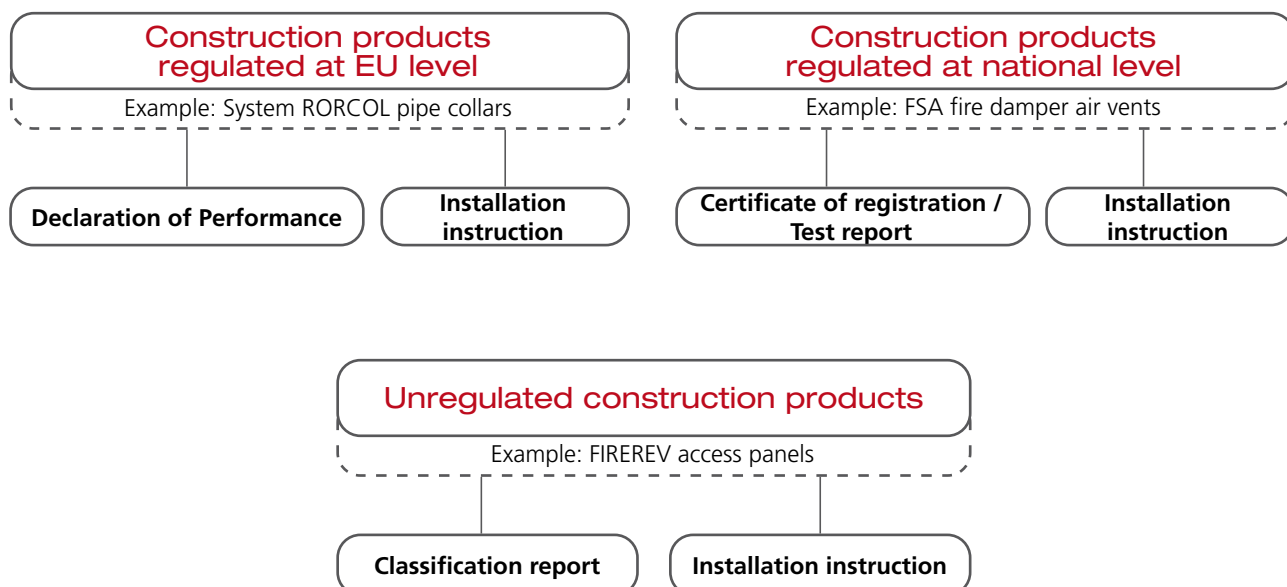 Construction products
regulated at EU level
Example: System RORCOL pipe collars
Declaration of Performance
Installation
instruction
Construction products
regulated at national level
Example: FSA fire damper air vents
Certificate of registration /
Test report
Installation
instruction
Unregulated construction products
Example: FIREREV access panels
Classification report
Installation instruction